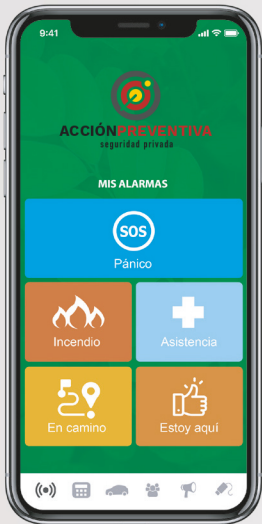 9:41
ACCIÓNPREVENTIVA
seguridad privada
MIS ALARMAS
SOS
Pánico
Incendio
Asistencia
En camino
Estoy aquí